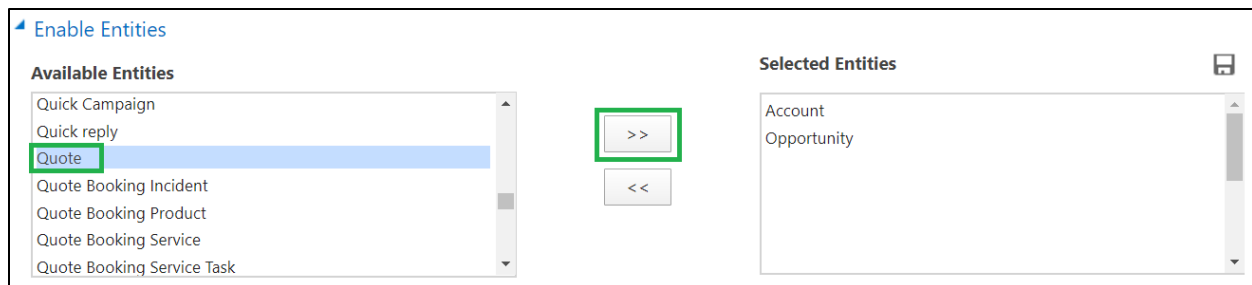 Enable Entities
Available Entities
Quick Campaign
Quick reply
Quote
Quote Booking Incident
Quote Booking Product
Quote Booking Service
Quote Booking Service Task
>>
<<
Selected Entities
Account
Opportunity